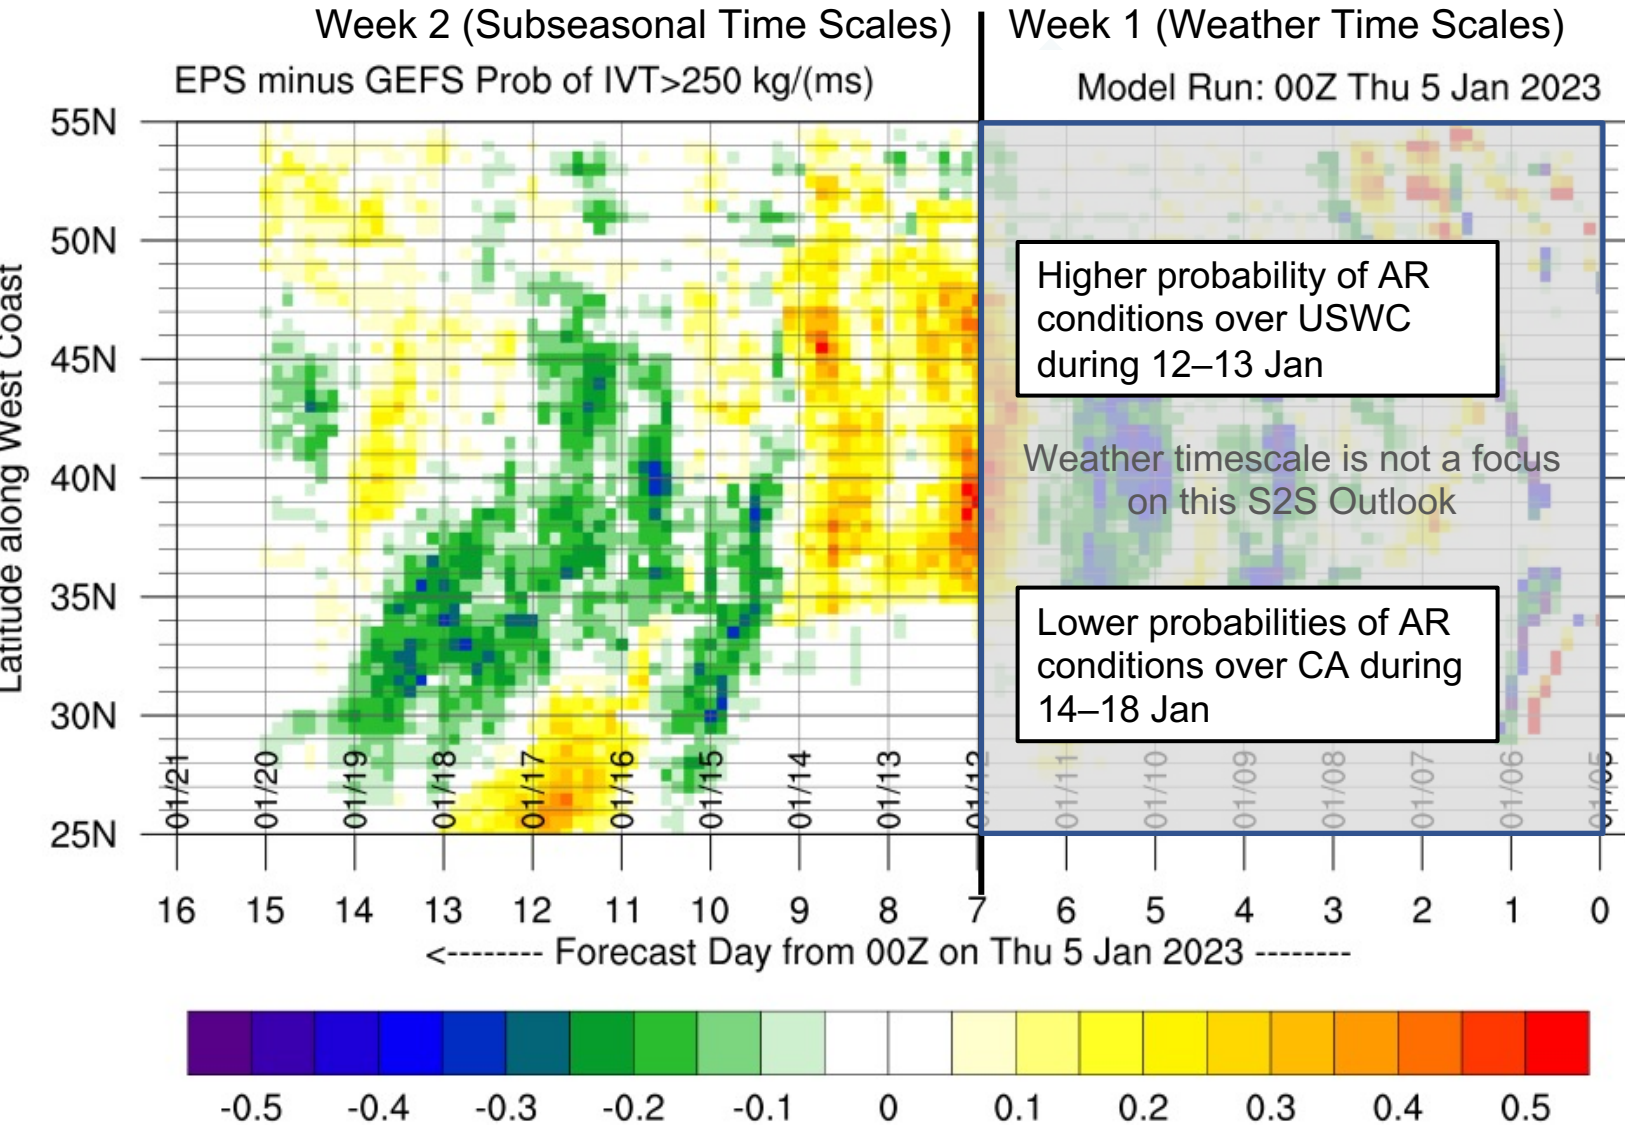 Week 2 (Subseasonal Time Scales)
Week 1 (Weather Time Scales)
EPS minus GEFS Prob of IVT>250 kg/(ms)
Model Run: 00Z Thu 5 Jan 2023
55N
50N
45N
40N
35N
30N
25N
Latitude along West Coast
Higher probability of AR
conditions over USWC
during 12–13 Jan
Weather timescale is not a focus
on this S2S Outlook
Lower probabilities of AR
conditions over CA during
14–18 Jan
01/21 01/20 01/19 01/18 01/17 01/16 01/15 01/14 01/13 01/12 01/11 01/10 01/09 01/08 01/07 01/06 01/05
16 15 14 13 12 11 10 9 8 7 6 5 4 3 2 1 0
<-------- Forecast Day from 00Z on Thu 5 Jan 2023 --------
-0.5 -0.4 -0.3 -0.2 -0.1 0 0.1 0.2 0.3 0.4 0.5